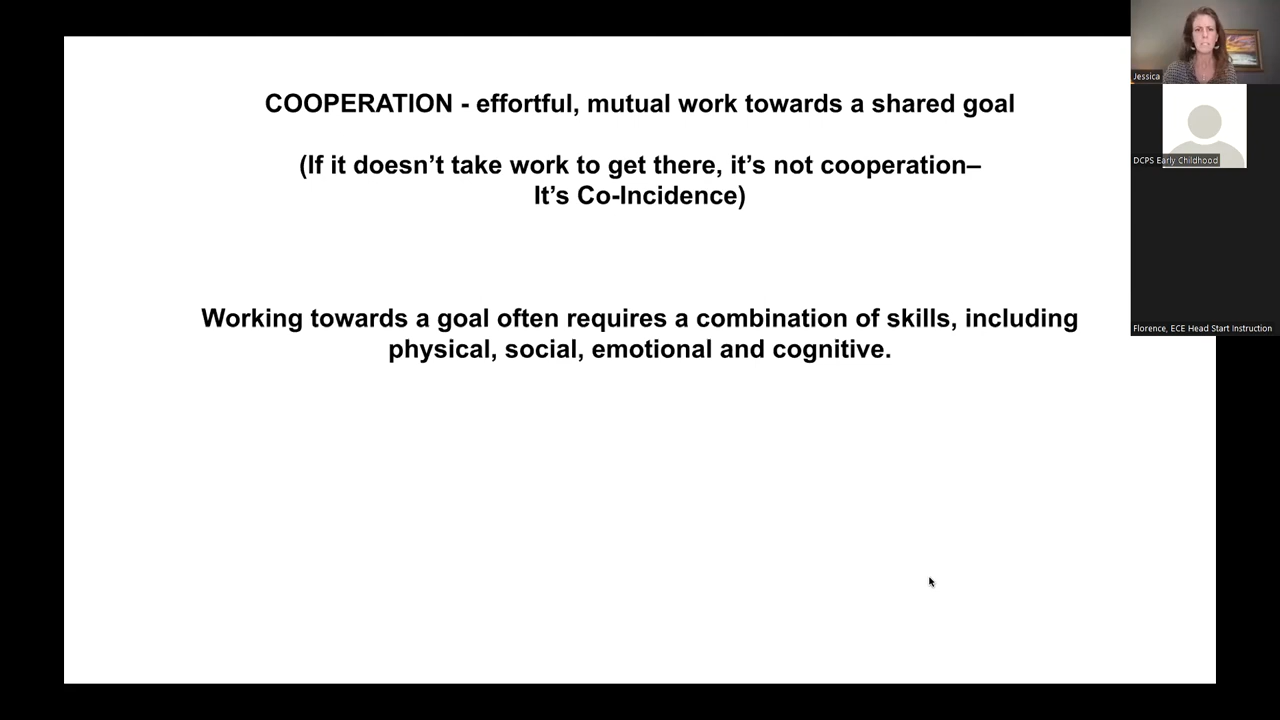 COOPERATION - effortful, mutual work towards a shared goal
(If it doesn’t take work to get there, it’s not cooperation–
It’s Co-Incidence)
Working towards a goal often requires a combination of skills, including
physical, social, emotional and cognitive.
Jessica
DCPS Early Childhood
Florence, ECE Head Start Instruction